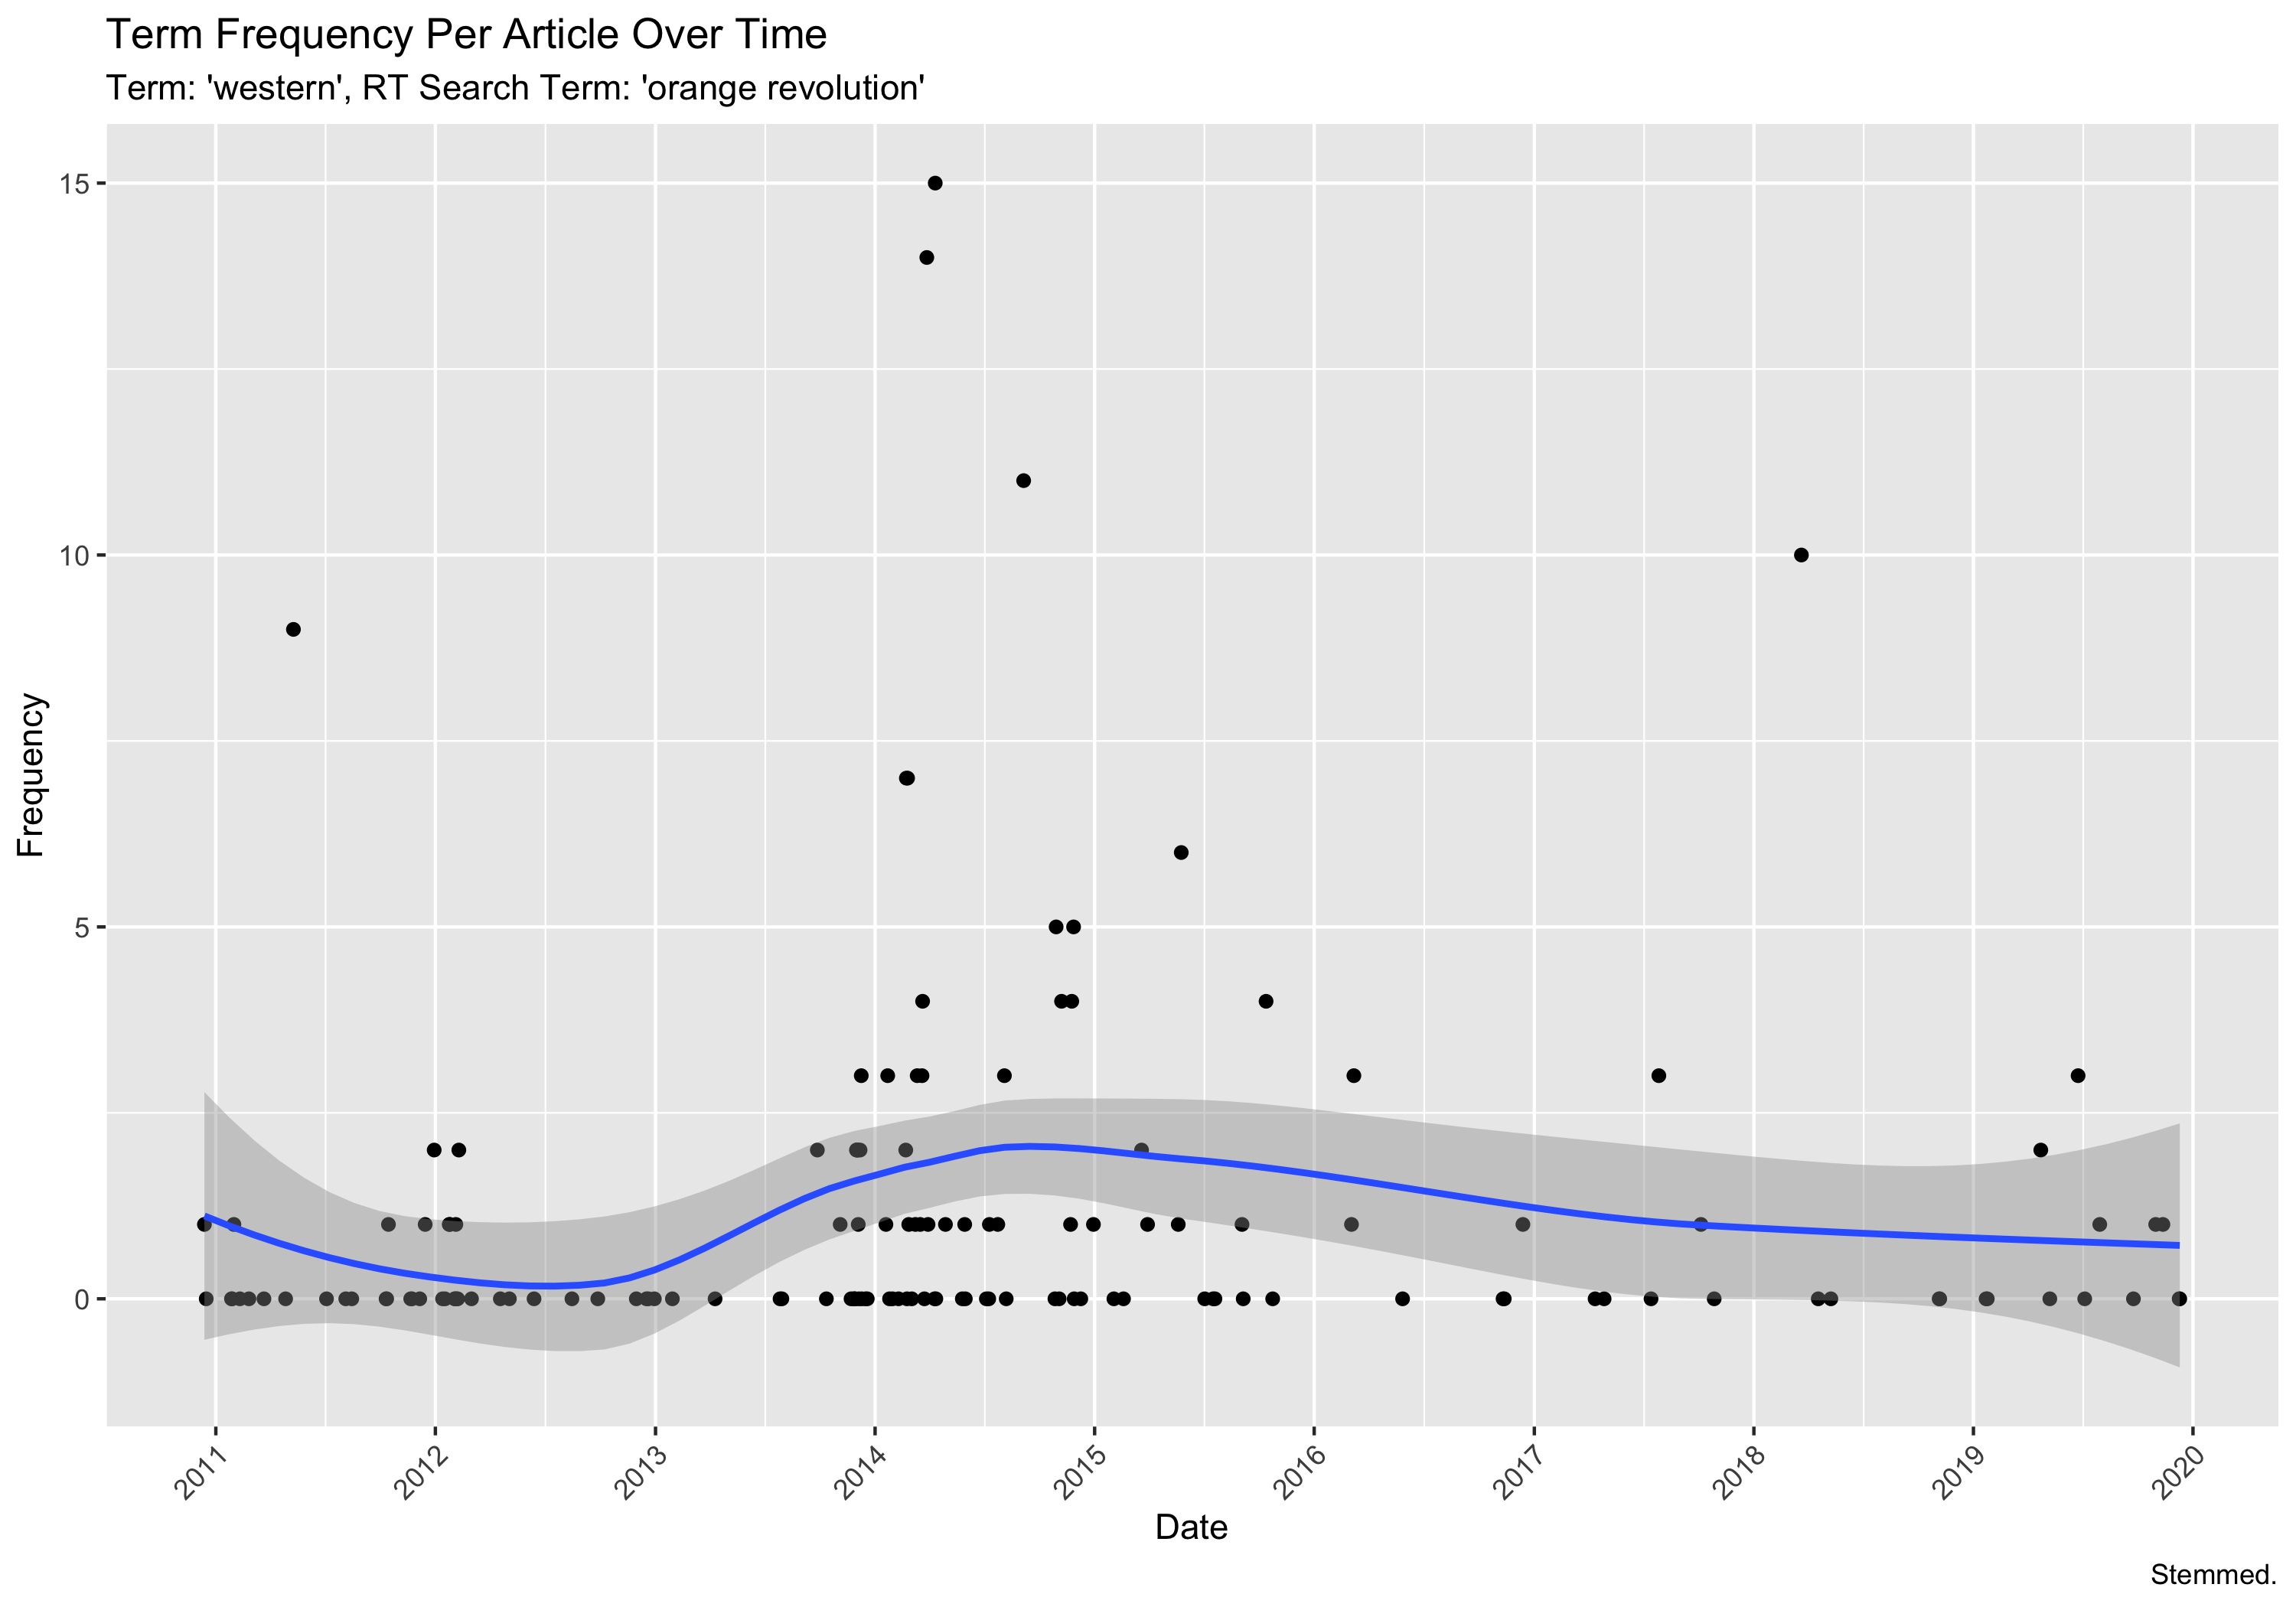 Term Frequency Per Article Over Time
Term: 'western', RT Search Term: 'orange revolution'
15
10
5
0
Frequency
2011 2012 2013 2014 2015 2016 2017 2018 2019 2020
Date
Stemmed.